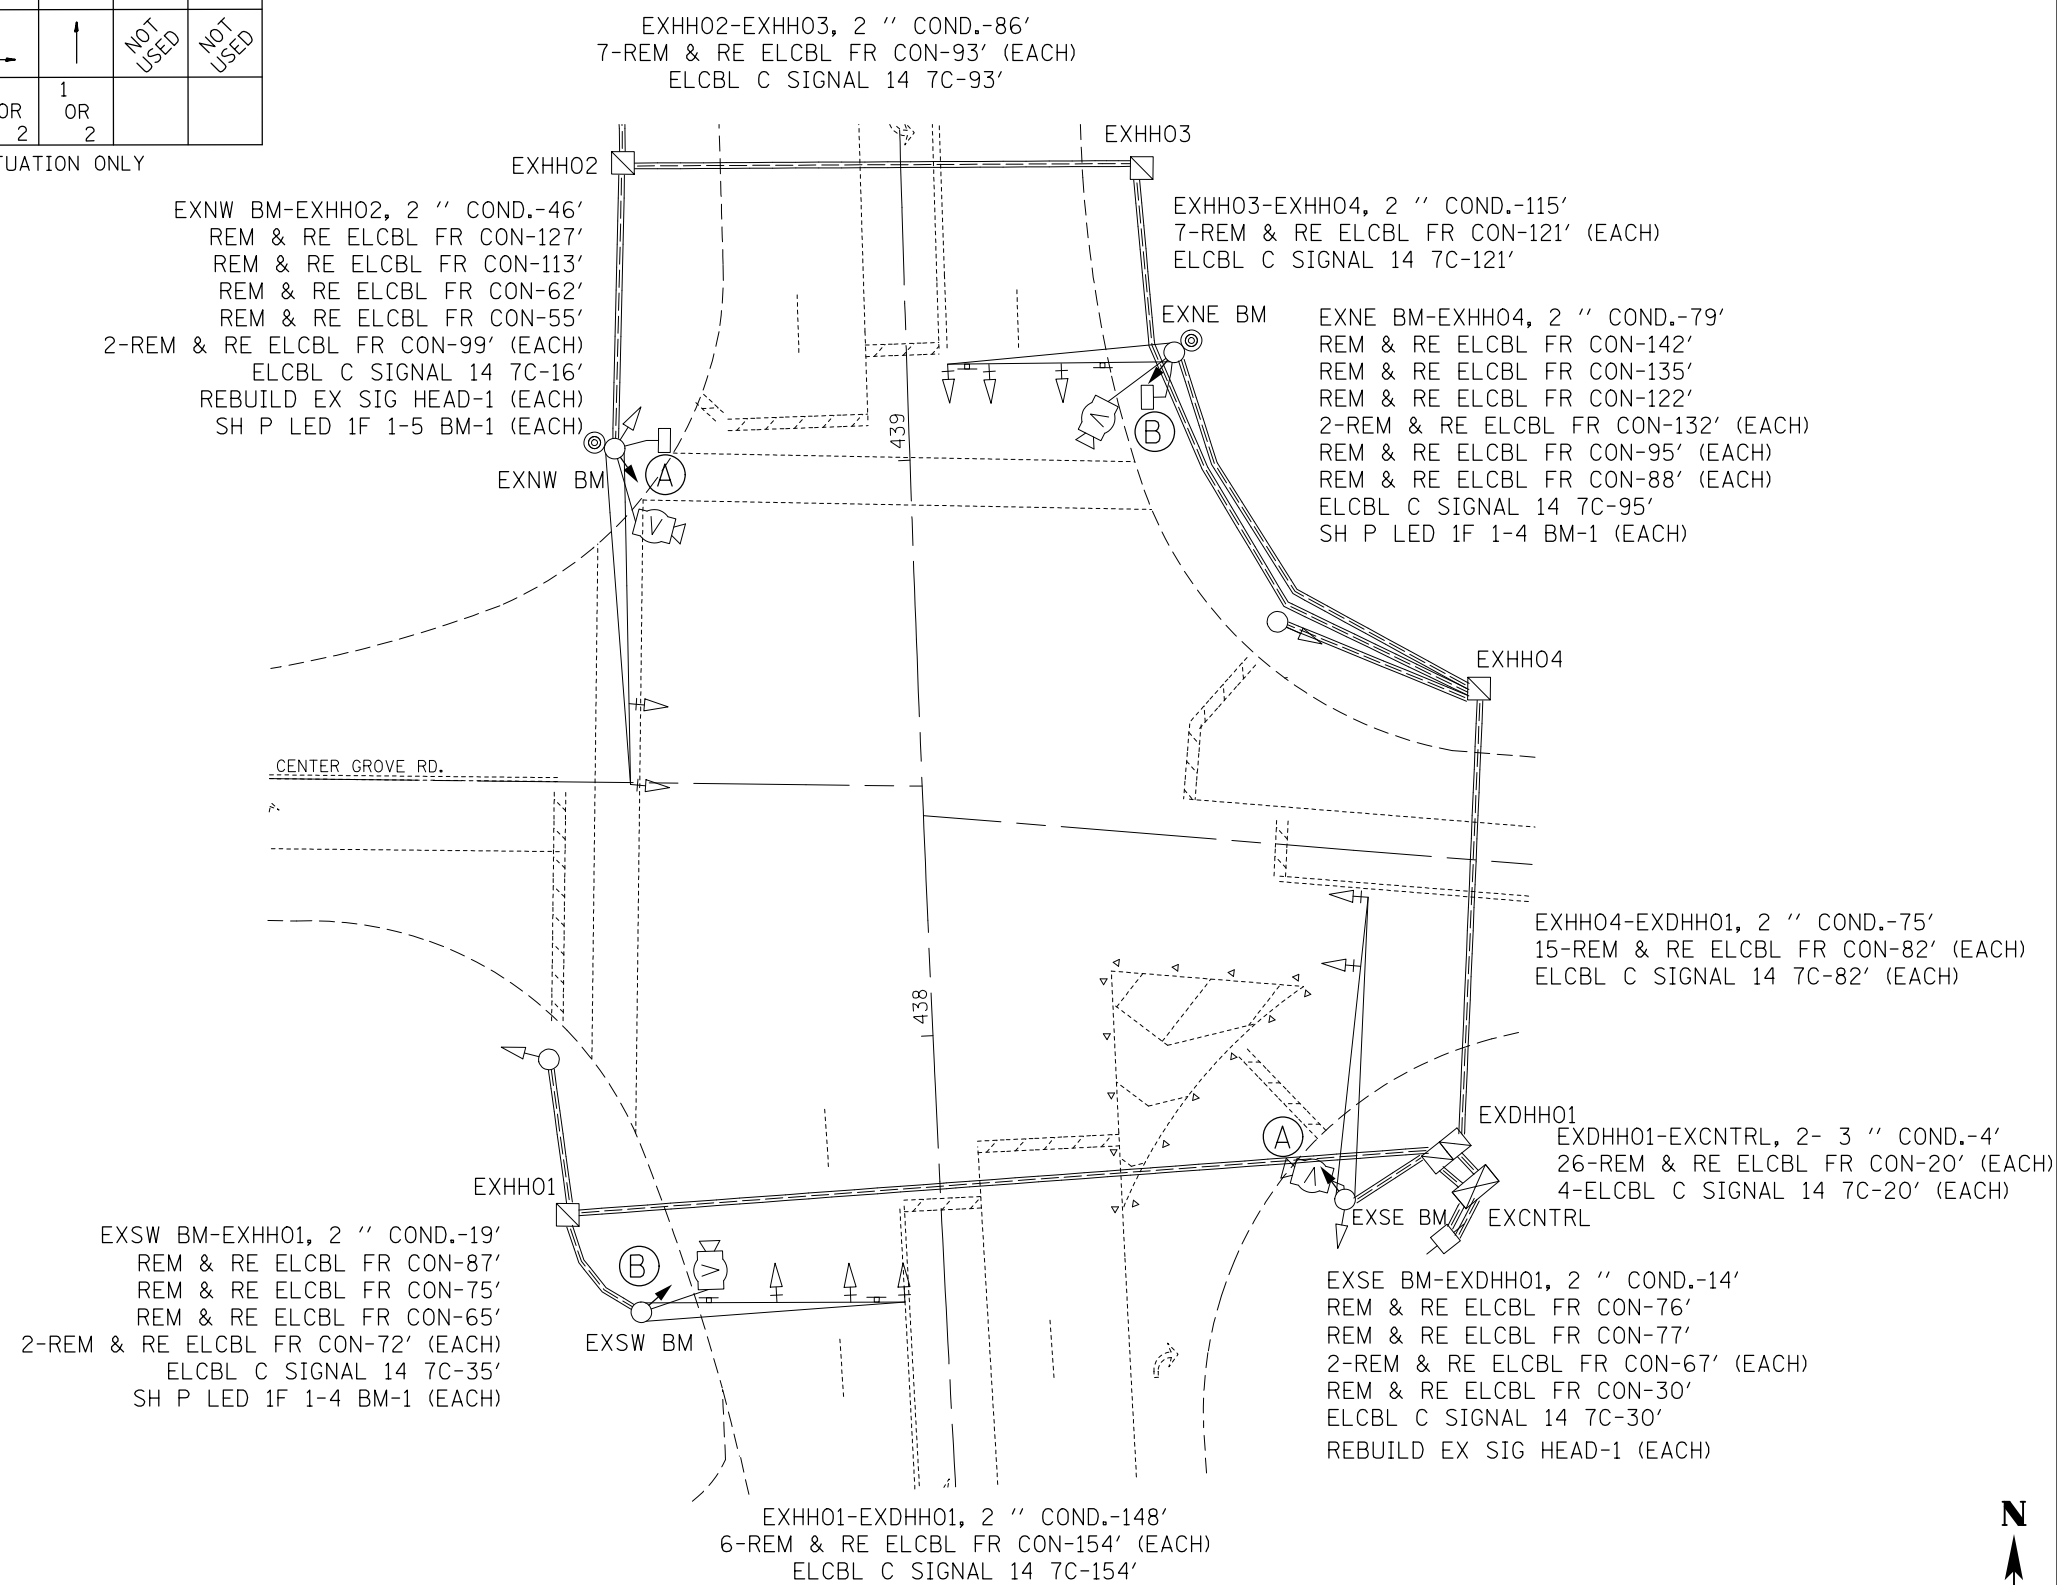 NOT
USED
NOT
USED
OR
2
1
OR
2
TUATION ONLY
EXHH02-EXHH03, 2 '' COND.-86'
7-REM & RE ELCBL FR CON-93' (EACH)
ELCBL C SIGNAL 14 7C-93'
EXHH03
EXHH02
EXNW BM-EXHH02, 2 '' COND.-46'
REM & RE ELCBL FR CON-127'
REM & RE ELCBL FR CON-113'
REM & RE ELCBL FR CON-62'
REM & RE ELCBL FR CON-55'
2-REM & RE ELCBL FR CON-99' (EACH)
ELCBL C SIGNAL 14 7C-16'
REBUILD EX SIG HEAD-1 (EACH)
SH P LED 1F 1-5 BM-1 (EACH)
EXHH03-EXHH04, 2 '' COND.-115'
7-REM & RE ELCBL FR CON-121' (EACH)
ELCBL C SIGNAL 14 7C-121'
EXNE BM
EXNE BM-EXHH04, 2 '' COND.-79'
REM & RE ELCBL FR CON-142'
REM & RE ELCBL FR CON-135'
REM & RE ELCBL FR CON-122'
2-REM & RE ELCBL FR CON-132' (EACH)
REM & RE ELCBL FR CON-95' (EACH)
REM & RE ELCBL FR CON-88' (EACH)
ELCBL C SIGNAL 14 7C-95'
SH P LED 1F 1-4 BM-1 (EACH)
439
V
B
EXNW BM
A
V
EXHH04
CENTER GROVE RD.
EXHH04-EXDHH01, 2 '' COND.-75'
15-REM & RE ELCBL FR CON-82' (EACH)
ELCBL C SIGNAL 14 7C-82' (EACH)
438
EXDHH01
A
V
EXDHH01-EXCNTRL, 2- 3 '' COND.-4'
26-REM & RE ELCBL FR CON-20' (EACH)
4-ELCBL C SIGNAL 14 7C-20' (EACH)
EXHH01
EXSE BM
EXCNTRL
EXSW BM-EXHH01, 2 '' COND.-19'
REM & RE ELCBL FR CON-87'
REM & RE ELCBL FR CON-75'
REM & RE ELCBL FR CON-65'
2-REM & RE ELCBL FR CON-72' (EACH)
ELCBL C SIGNAL 14 7C-35'
SH P LED 1F 1-4 BM-1 (EACH)
B
V
EXSW BM
EXSE BM-EXDHH01, 2 '' COND.-14'
REM & RE ELCBL FR CON-76'
REM & RE ELCBL FR CON-77'
2-REM & RE ELCBL FR CON-67' (EACH)
REM & RE ELCBL FR CON-30'
ELCBL C SIGNAL 14 7C-30'
REBUILD EX SIG HEAD-1 (EACH)
EXHH01-EXDHH01, 2 '' COND.-148'
6-REM & RE ELCBL FR CON-154' (EACH)
ELCBL C SIGNAL 14 7C-154'
N